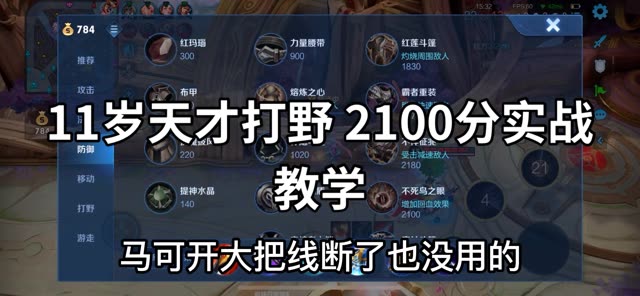 15:32
784
推荐
攻击
防御
移动
打野
游走
红玛瑙
300
力量腰带
900
红莲斗篷
灼烧周围敌人
1830
布甲
熔炼之心
霸者重装
784
220
1020
受击减速敌人
2180
提神水晶
140
不死鸟之眼
增加回血效果
2100
21
4
11岁天才打野 2100分实战
教学
马可开大把线断了也没用的